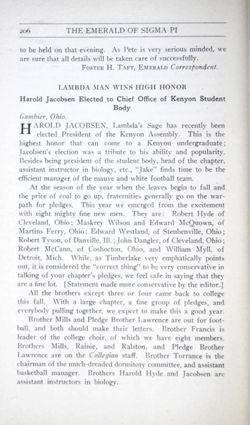 206 THE EMERALD OF SIGMA PI
to be held on that evening. As Pete is very serious minded, we
are sure that all details will be taken care of successfully.
FOSTER H. TAFT, EMERALD Correspondent.
LAMBDA MAN WINS HIGH HONOR
Harold Jacobsen Elected to Chief Office of Kenyon Student
Body
Gambier, Ohio.
HAROLD JACOBSEN, Lambda's Sage has recently been
elected President of the Kenyon Assembly. This is the
highest honor that can come to a Kenyon undergraduate;
Jacobsen's election was a tribute to his ability and popularity.
Besides being president of the student body, head of the chapter,
assistant instructor in biology, etc., "Jake" finds time to be the
efficient manager of the mauve and white football team.
At the season of the year when the leaves begin to fall and
the price of coal to go up, fraternities generally go on the war-
path for pledges. This year we emerged from the excitement
with eight mighty fine new men. They are: Robert Hyde of
Cleveland, Ohio; Maskrey Wilson and Edward McQuown, of
Martins Ferry, Ohio; Edward Westland, of Steubenville, Ohio;
Robert Tyson, of Danville, Ill.; John Dangler, of Cleveland, Ohio;
Robert McCann, of Coshocton, Ohio, and William Myll, of
Detroit, Mich. While, as Timberlake very emphatically points
out, it is considered the "correct thing" to be very conservative in
talking of your chapter's pledges, we feel safe in saying that they
are a fine lot. [Statement made more conservative by the editor.]
All the brothers except three or four came back to college
this fall. With a large chapter, a fine group of pledges, and
everybody pulling together, we expect to make this a good year.
Brother Mills and Pledge Brother Lawrence are out for foot-
ball, and both should make their letters. Brother Francis is
leader of the college choir, of which we have eight members.
Brothers Mills, Rainie, and Ralston, and Pledge Brother
Lawrence are on the Collegian staff. Brother Torrance is the
chairman of the much-dreaded dormitory committee, and assistant
basketball manager. Brothers Harold Hyde and Jacobsen are
assistant instructors in biology.